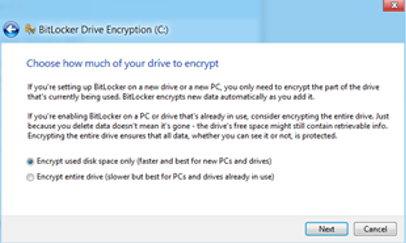 BitLocker Drive Encryption (C:)
Choose how much of your drive to encrypt
If you're setting up BitLocker on a new drive or a new PC, you only need to encrypt the part of the drive
that's currently being used. BitLocker encrypts new data automatically as you add it.
If you're enabling BitLocker on a PC or drive that's already in use, consider encrypting the entire drive. Just
because you delete data doesn't mean it's gone - the drive's free space might still contain retrievable info.
Encrypting the entire drive ensures that all data, whether you can see it or not, is protected.
Encrypt used disk space only (faster and best for new PCs and drives)
Encrypt entire drive (slower but best for PCs and drives already in use)
Next Cancel